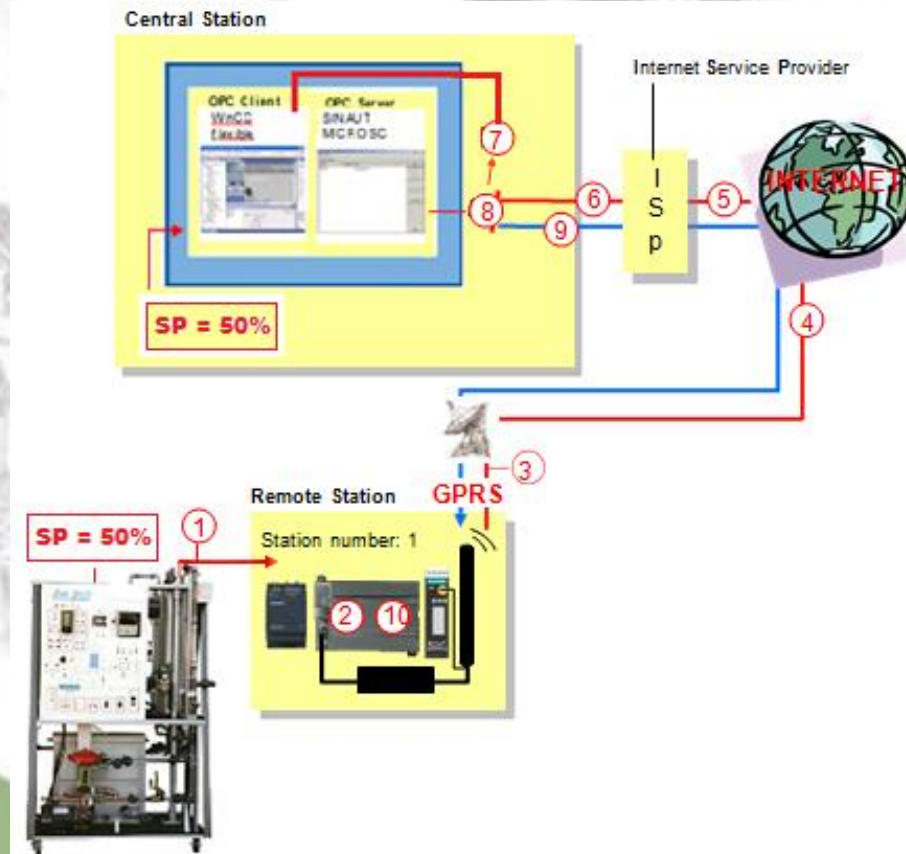 Central Station
Internet Service Provider
OPC Client
WinCC
flexible
OPC Server
SINAUT
MICROSC
7
6
5
8
9
I
S
p
INTERNET
SP = 50%
4
3
GPRS
Remote Station
SP = 50%
1
Station number: 1
2
10